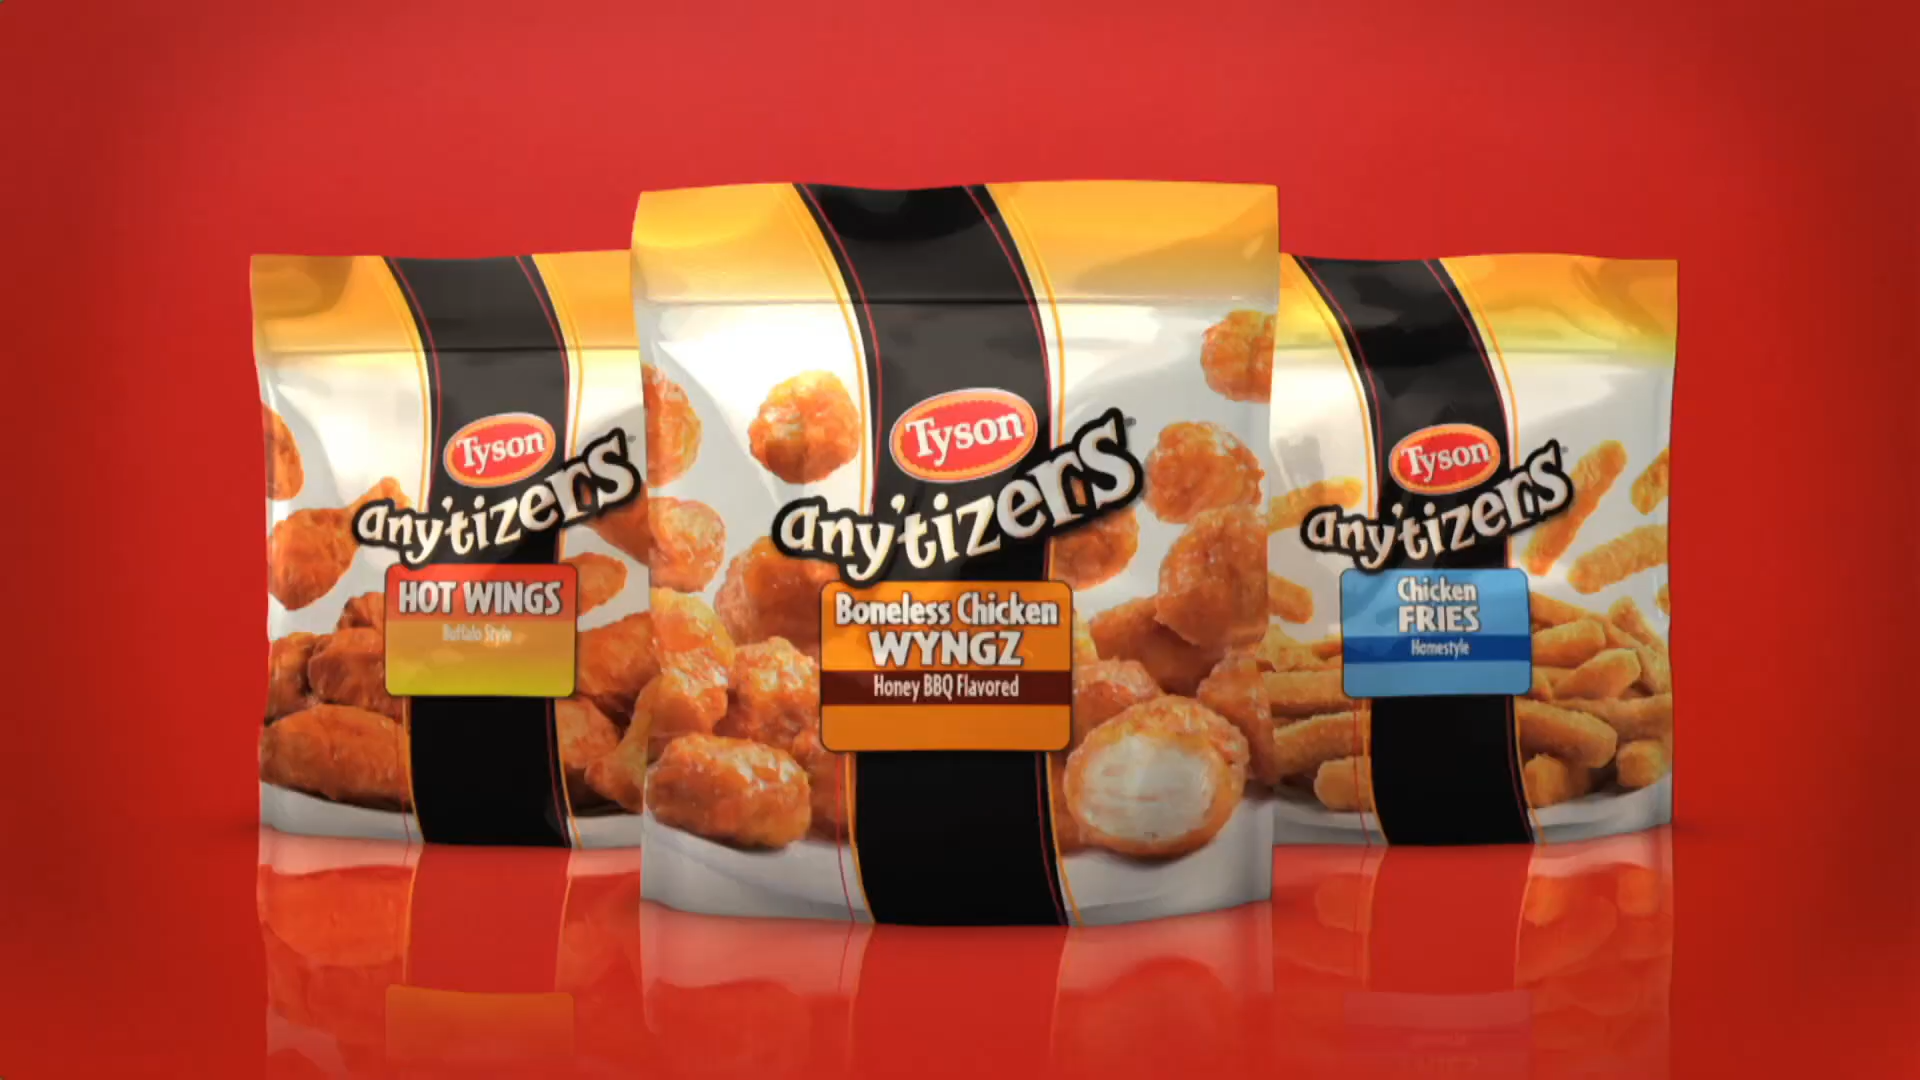 Tyson
any'tizers
HOT WINGS
Buffalo Style
Tyson
any'tizers®
Boneless Chicken
WYNGZ
Honey BBQ Flavored
Tyson
any'tizers®
Chicken
FRIES
Homestyle